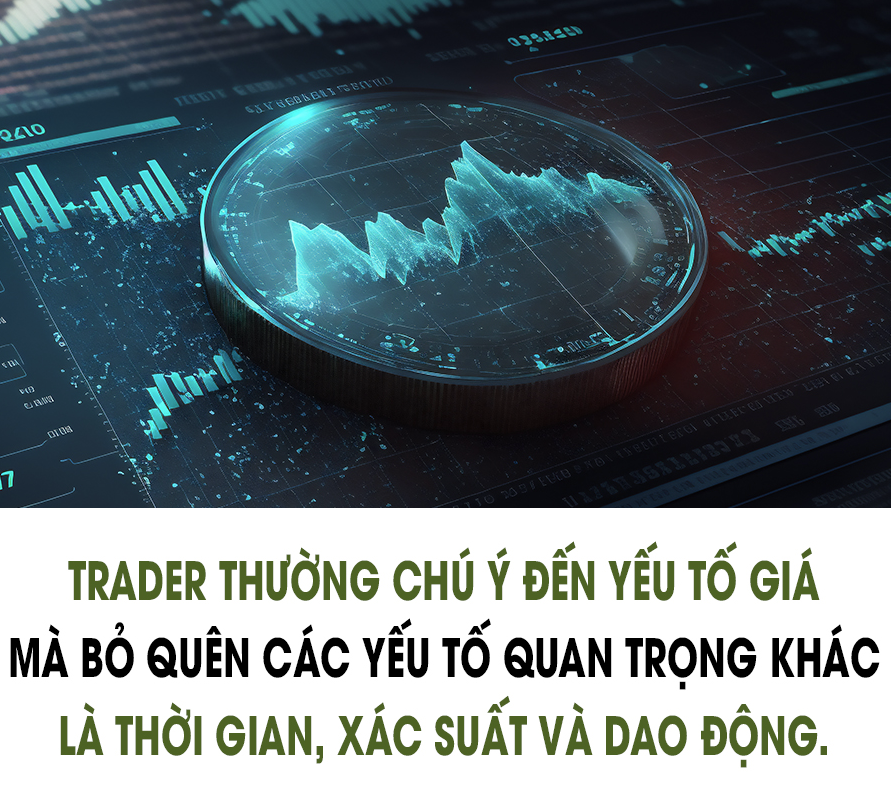 TRADER THƯỜNG CHÚ Ý ĐẾN YẾU TỐ GIÁ
MÀ BỎ QUÊN CÁC YẾU TỐ QUAN TRỌNG KHÁC
LÀ THỜI GIAN, XÁC SUẤT VÀ DAO ĐỘNG.